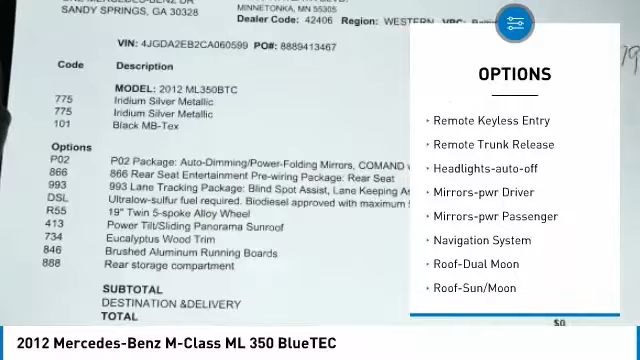 SANDY SPRINGS, GA 30328
MINNETONKA, MN 55305
Dealer Code: 42406 Region: WESTERN
VIN: 4JGDA2EB2CA060599 PO#: 8889413467
Code Description
MODEL: 2012 ML350BTC
775 Iridium Silver Metallic
775 Iridium Silver Metallic
101 Black MB-Tex
Options
P02 P02 Package: Auto-Dimming/Power-Folding Mirrors, COMAND
866 866 Rear Seat Entertainment Pre-wiring Package: Rear Seat
993 993 Lane Tracking Package: Blind Spot Assist, Lane Keeping
DSL Ultralow-sulfur fuel required. Biodiesel approved with maximum
R55 19" Twin 5-spoke Alloy Wheel
413 Power Tilt/Sliding Panorama Sunroof
734 Eucalyptus Wood Trim
846 Brushed Aluminum Running Boards
888 Rear storage compartment
SUBTOTAL
DESTINATION &DELIVERY
TOTAL
$0
OPTIONS
• Remote Keyless Entry
• Remote Trunk Release
• Headlights-auto-off
• Mirrors-pwr Driver
• Mirrors-pwr Passenger
• Navigation System
• Roof-Dual Moon
• Roof-Sun/Moon
2012 Mercedes-Benz M-Class ML 350 BlueTEC